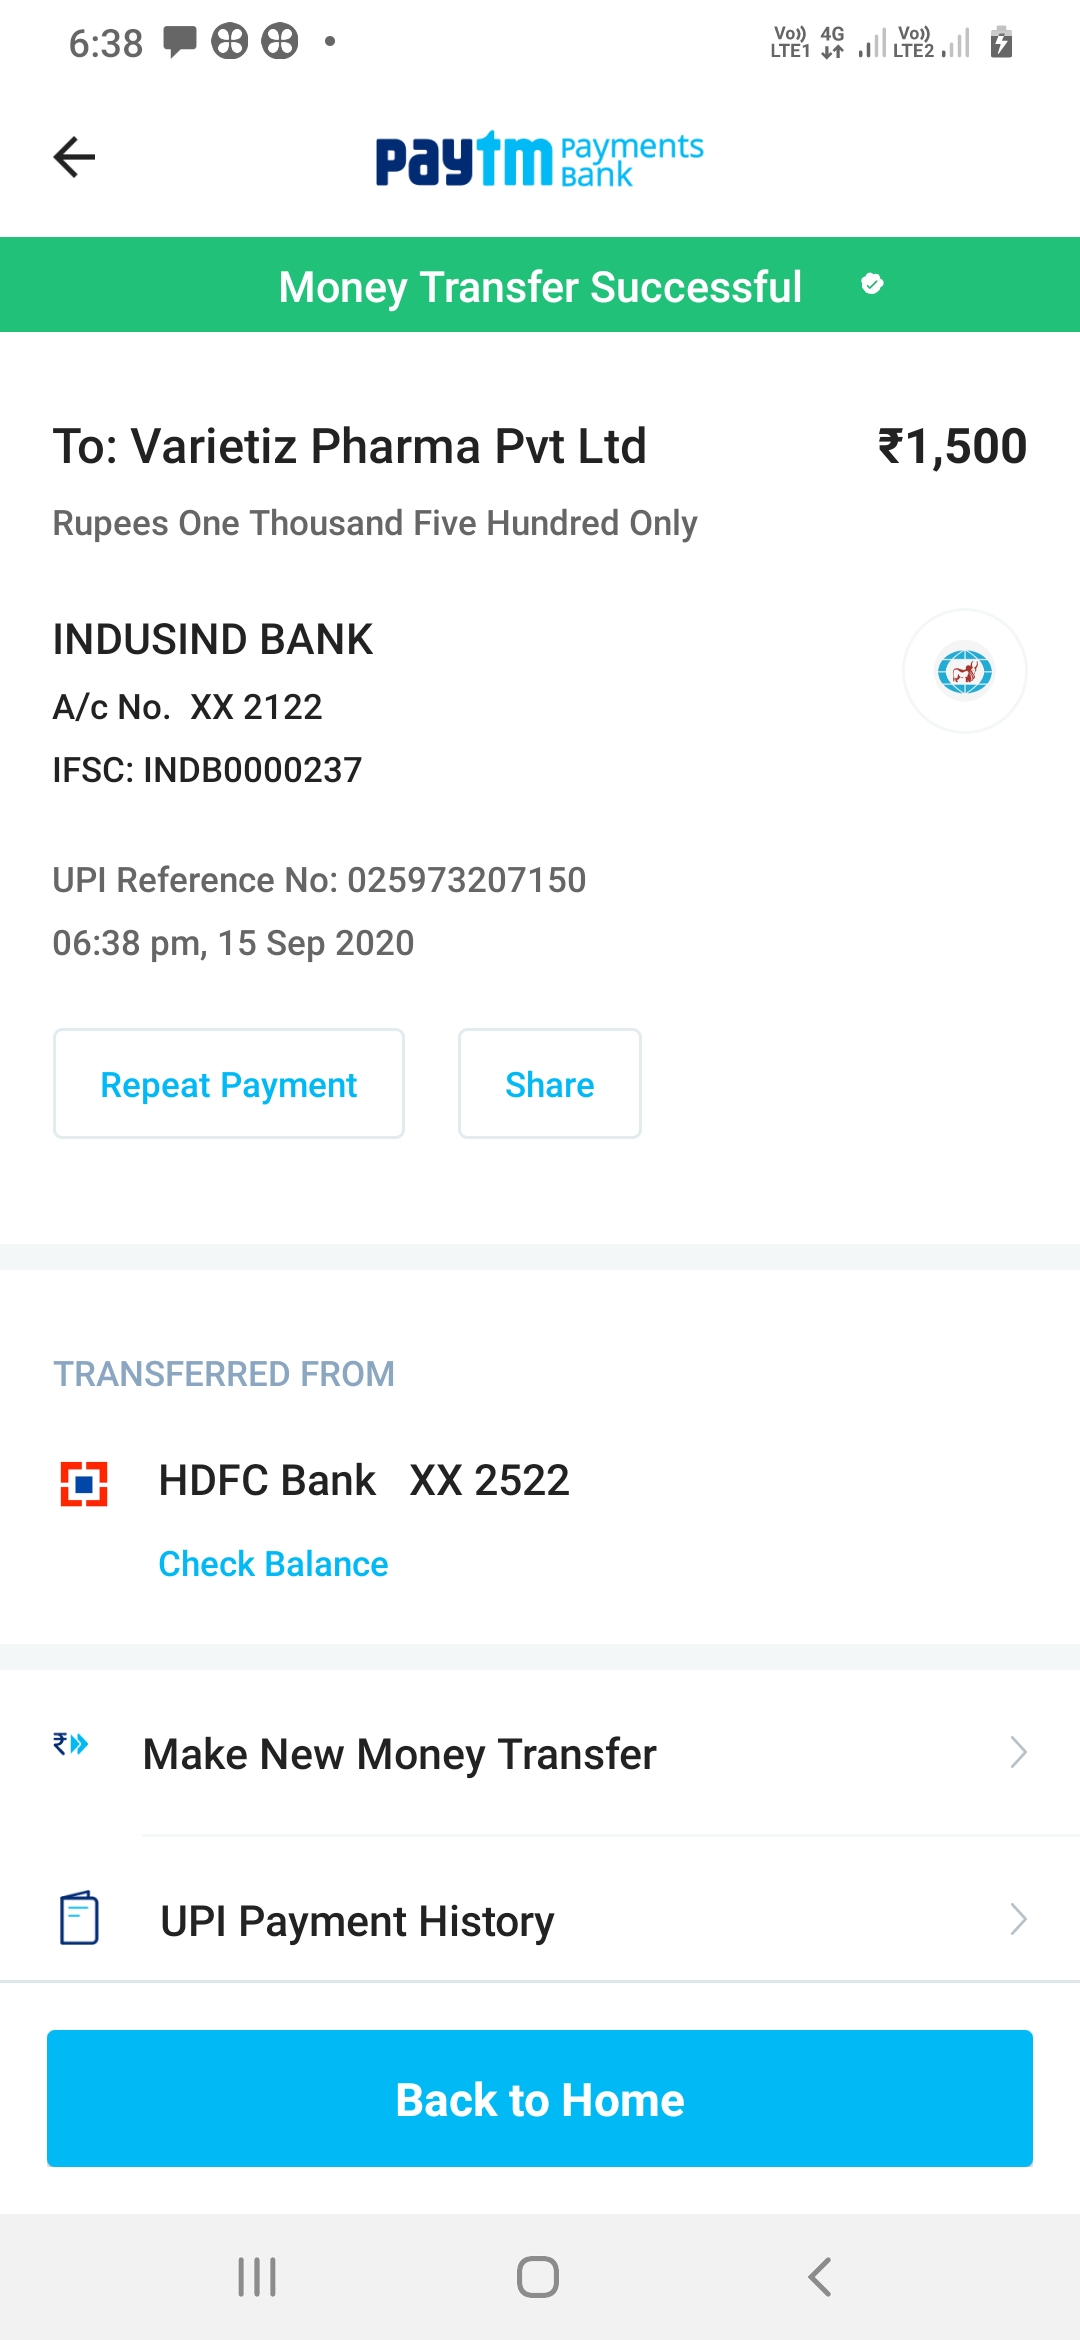 6:38
Vo)) LTE1 4G Vo)) LTE2
paytm Payments Bank
Money Transfer Successful
To: Varietiz Pharma Pvt Ltd ₹1,500
Rupees One Thousand Five Hundred Only
INDUSIND BANK
A/c No. XX 2122
IFSC: INDB0000237
UPI Reference No: 025973207150
06:38 pm, 15 Sep 2020
Repeat Payment Share
TRANSFERRED FROM
HDFC Bank XX 2522
Check Balance
₹ Make New Money Transfer
UPI Payment History
Back to Home